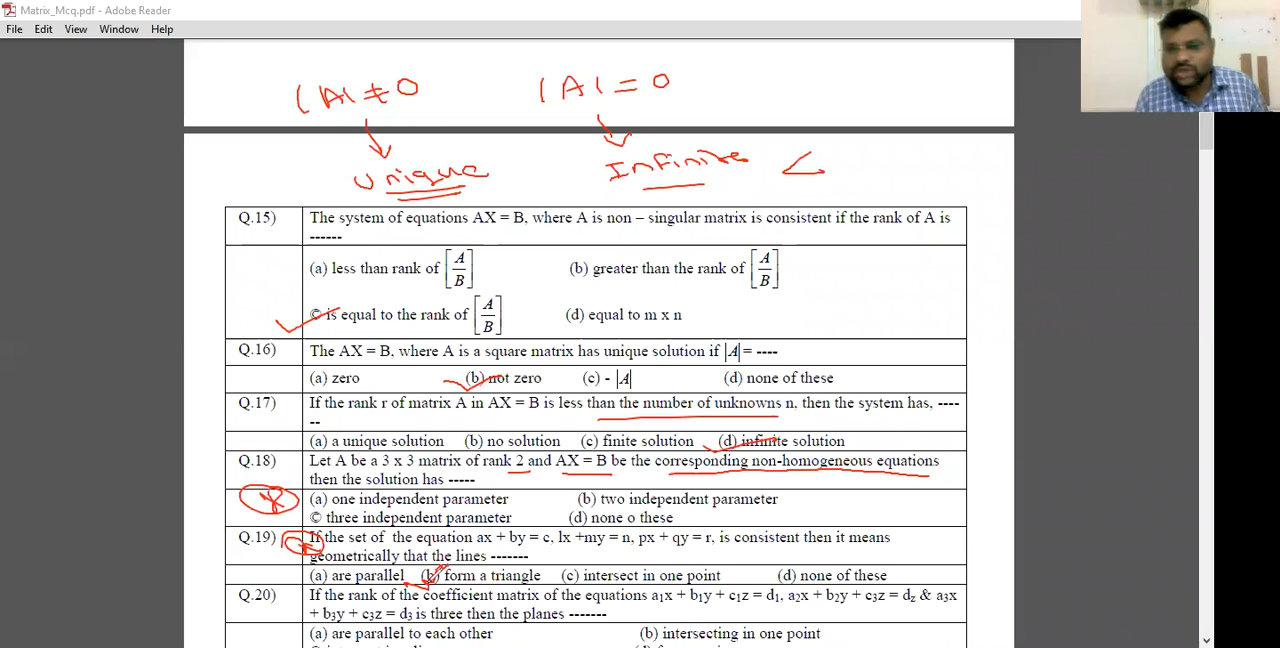 Matrix_Mcq.pdf - Adobe Reader
File Edit View Window Help
|A| ≠ 0 |A| = 0
Unique Infinite <
Q.15) The system of equations AX = B, where A is non – singular matrix is consistent if the rank of A is
------
(a) less than rank of [A/B] (b) greater than the rank of [A/B]
© is equal to the rank of [A/B] (d) equal to m x n
Q.16) The AX = B, where A is a square matrix has unique solution if |A| = ----
(a) zero (b) not zero (c) - |A| (d) none of these
Q.17) If the rank r of matrix A in AX = B is less than the number of unknowns n, then the system has, ----
--
(a) a unique solution (b) no solution (c) finite solution (d) infinite solution
Q.18) Let A be a 3 x 3 matrix of rank 2 and AX = B be the corresponding non-homogeneous equations
then the solution has -----
(a) one independent parameter (b) two independent parameter
© three independent parameter (d) none o these
Q.19) If the set of the equation ax + by = c, lx +my = n, px + qy = r, is consistent then it means
geometrically that the lines -------
(a) are parallel (b) form a triangle (c) intersect in one point (d) none of these
Q.20) If the rank of the coefficient matrix of the equations a₁x + b₁y + c₁z = d₁, a₂x + b₂y + c₂z = d_z & a₃x
+ b₃y + c₃z = d₃ is three then the planes -------
(a) are parallel to each other (b) intersecting in one point